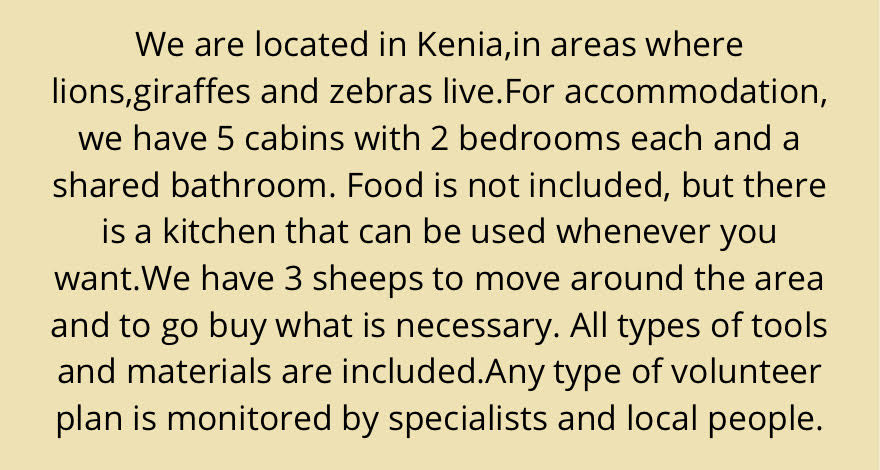 We are located in Kenia,in areas where
lions,giraffes and zebras live.For accommodation,
we have 5 cabins with 2 bedrooms each and a
shared bathroom. Food is not included, but there
is a kitchen that can be used whenever you
want.We have 3 sheeps to move around the area
and to go buy what is necessary. All types of tools
and materials are included.Any type of volunteer
plan is monitored by specialists and local people.